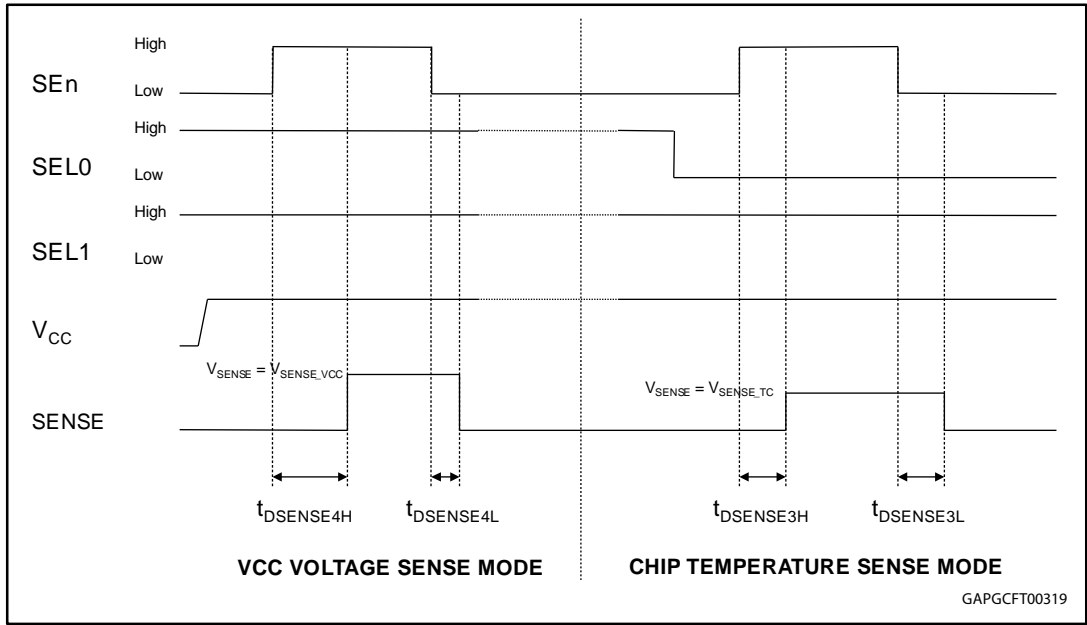 High
SEn
Low
High
SEL0
Low
High
SEL1
Low
VCC
VSENSE = VSENSE_VCC
VSENSE = VSENSE_TC
SENSE
tDSENSE4H
tDSENSE4L
tDSENSE3H
tDSENSE3L
VCC VOLTAGE SENSE MODE
CHIP TEMPERATURE SENSE MODE
GAPGCFT00319